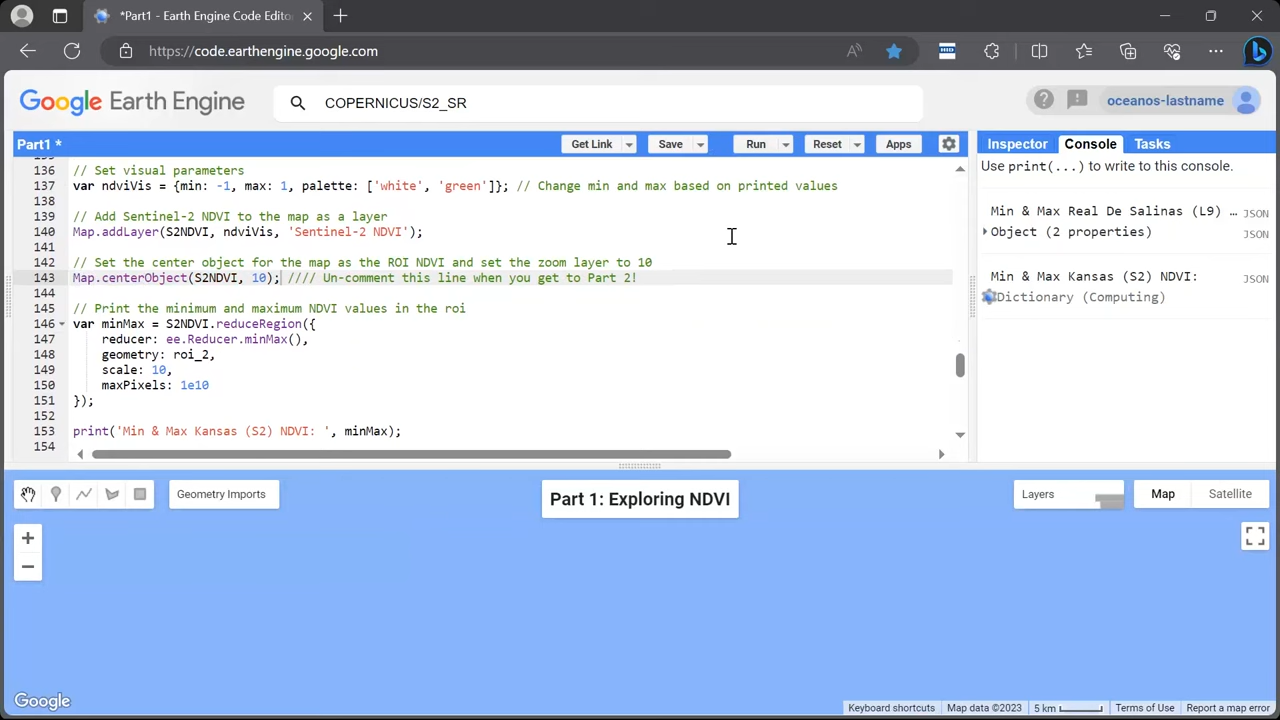 *Part1 - Earth Engine Code Editor
https://code.earthengine.google.com
Google Earth Engine
COPERNICUS/S2_SR
oceanos-lastname
Part1 *
Get Link
Save
Run
Reset
Apps
Inspector
Console
Tasks
Use print(...) to write to this console.
136 // Set visual parameters
137 var ndviVis = {min: -1, max: 1, palette: ['white', 'green']}; // Change min and max based on printed values
138
139 // Add Sentinel-2 NDVI to the map as a layer
140 Map.addLayer(S2NDVI, ndviVis, 'Sentinel-2 NDVI');
141
142 // Set the center object for the map as the ROI NDVI and set the zoom layer to 10
143 Map.centerObject(S2NDVI, 10); //// Un-comment this line when you get to Part 2!
144
145 // Print the minimum and maximum NDVI values in the roi
146 var minMax = S2NDVI.reduceRegion({
147 reducer: ee.Reducer.minMax(),
148 geometry: roi_2,
149 scale: 10,
150 maxPixels: 1e10
151 });
152
153 print('Min & Max Kansas (S2) NDVI: ', minMax);
154
Min & Max Real De Salinas (L9) …
JSON
Object (2 properties)
JSON
Min & Max Kansas (S2) NDVI:
JSON
Dictionary (Computing)
Geometry Imports
Part 1: Exploring NDVI
Layers
Map
Satellite
+
−
Google
Keyboard shortcuts
Map data ©2023
5 km
Terms of Use
Report a map error